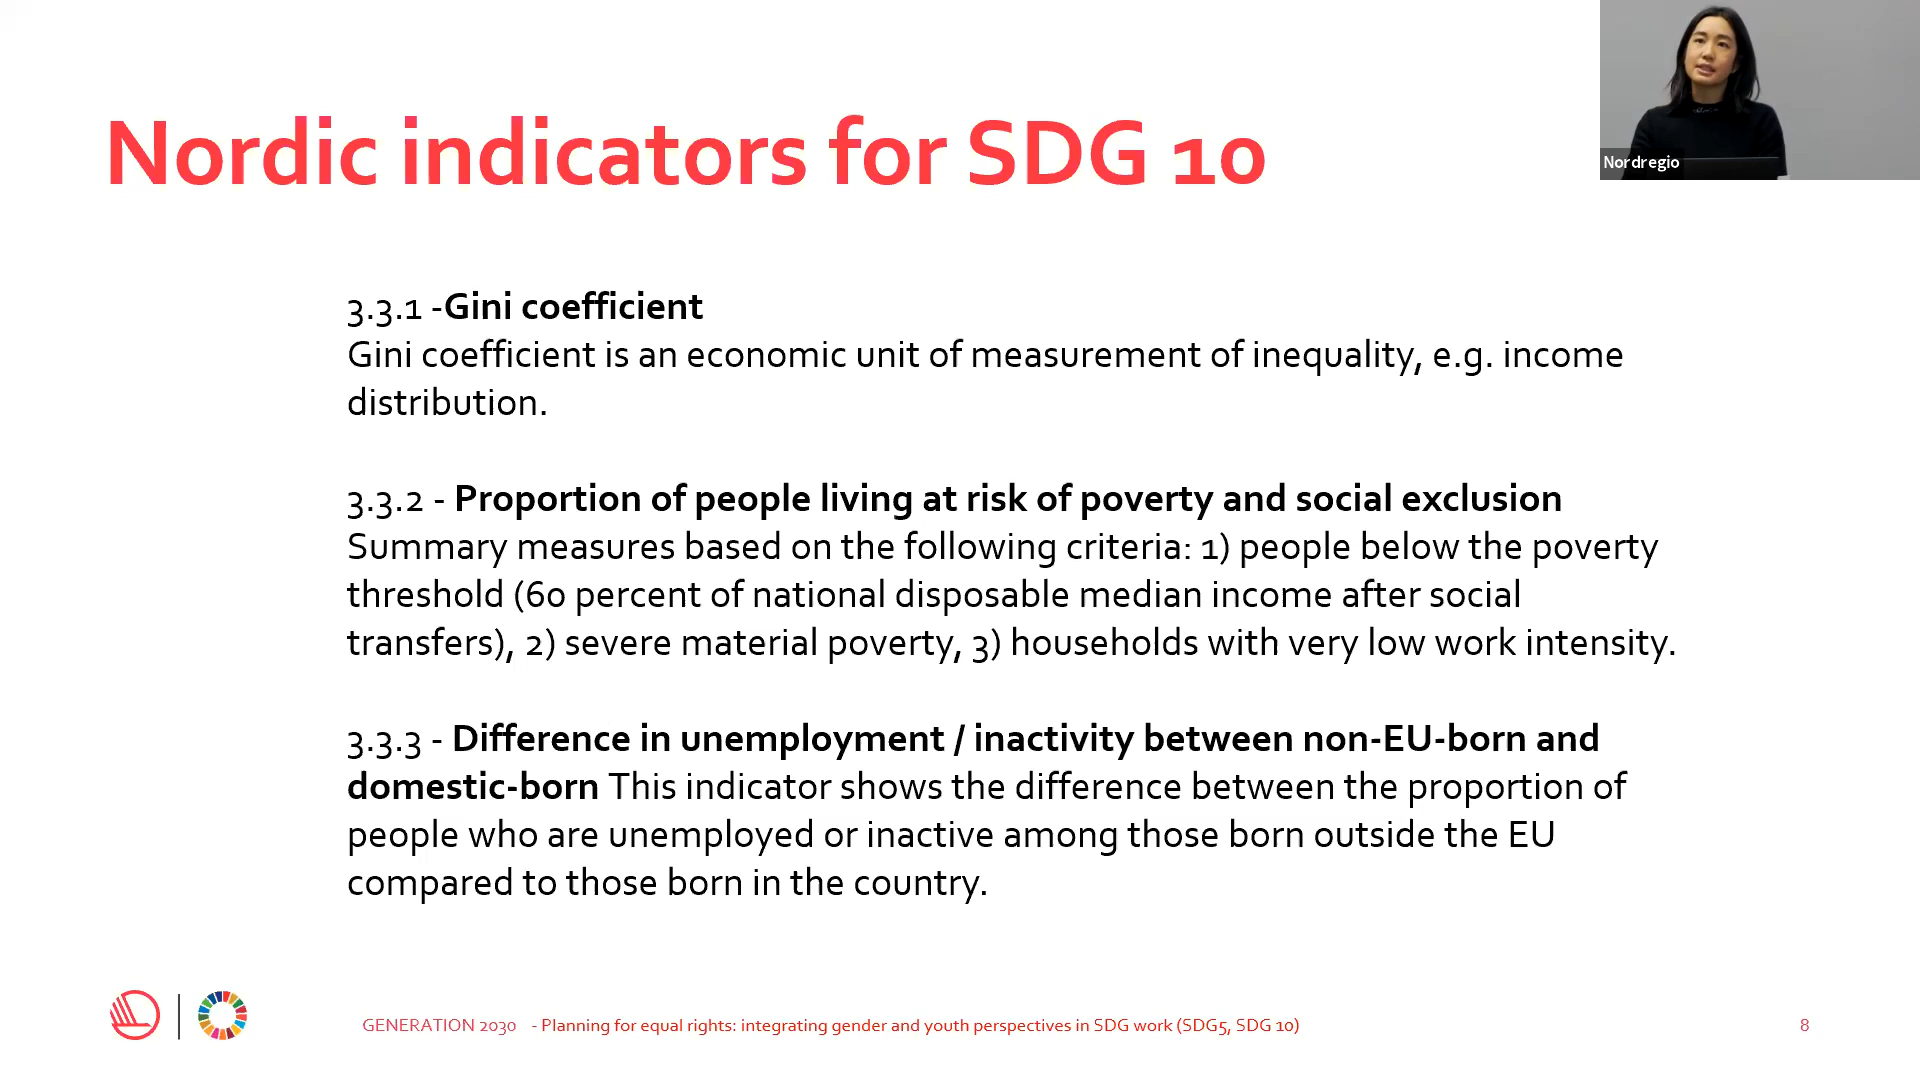 Nordic indicators for SDG 10
Nordregio
3.3.1 -Gini coefficient
Gini coefficient is an economic unit of measurement of inequality, e.g. income
distribution.
3.3.2 - Proportion of people living at risk of poverty and social exclusion
Summary measures based on the following criteria: 1) people below the poverty
threshold (60 percent of national disposable median income after social
transfers), 2) severe material poverty, 3) households with very low work intensity.
3.3.3 - Difference in unemployment / inactivity between non-EU-born and
domestic-born This indicator shows the difference between the proportion of
people who are unemployed or inactive among those born outside the EU
compared to those born in the country.
GENERATION 2030 - Planning for equal rights: integrating gender and youth perspectives in SDG work (SDG5, SDG 10)
8